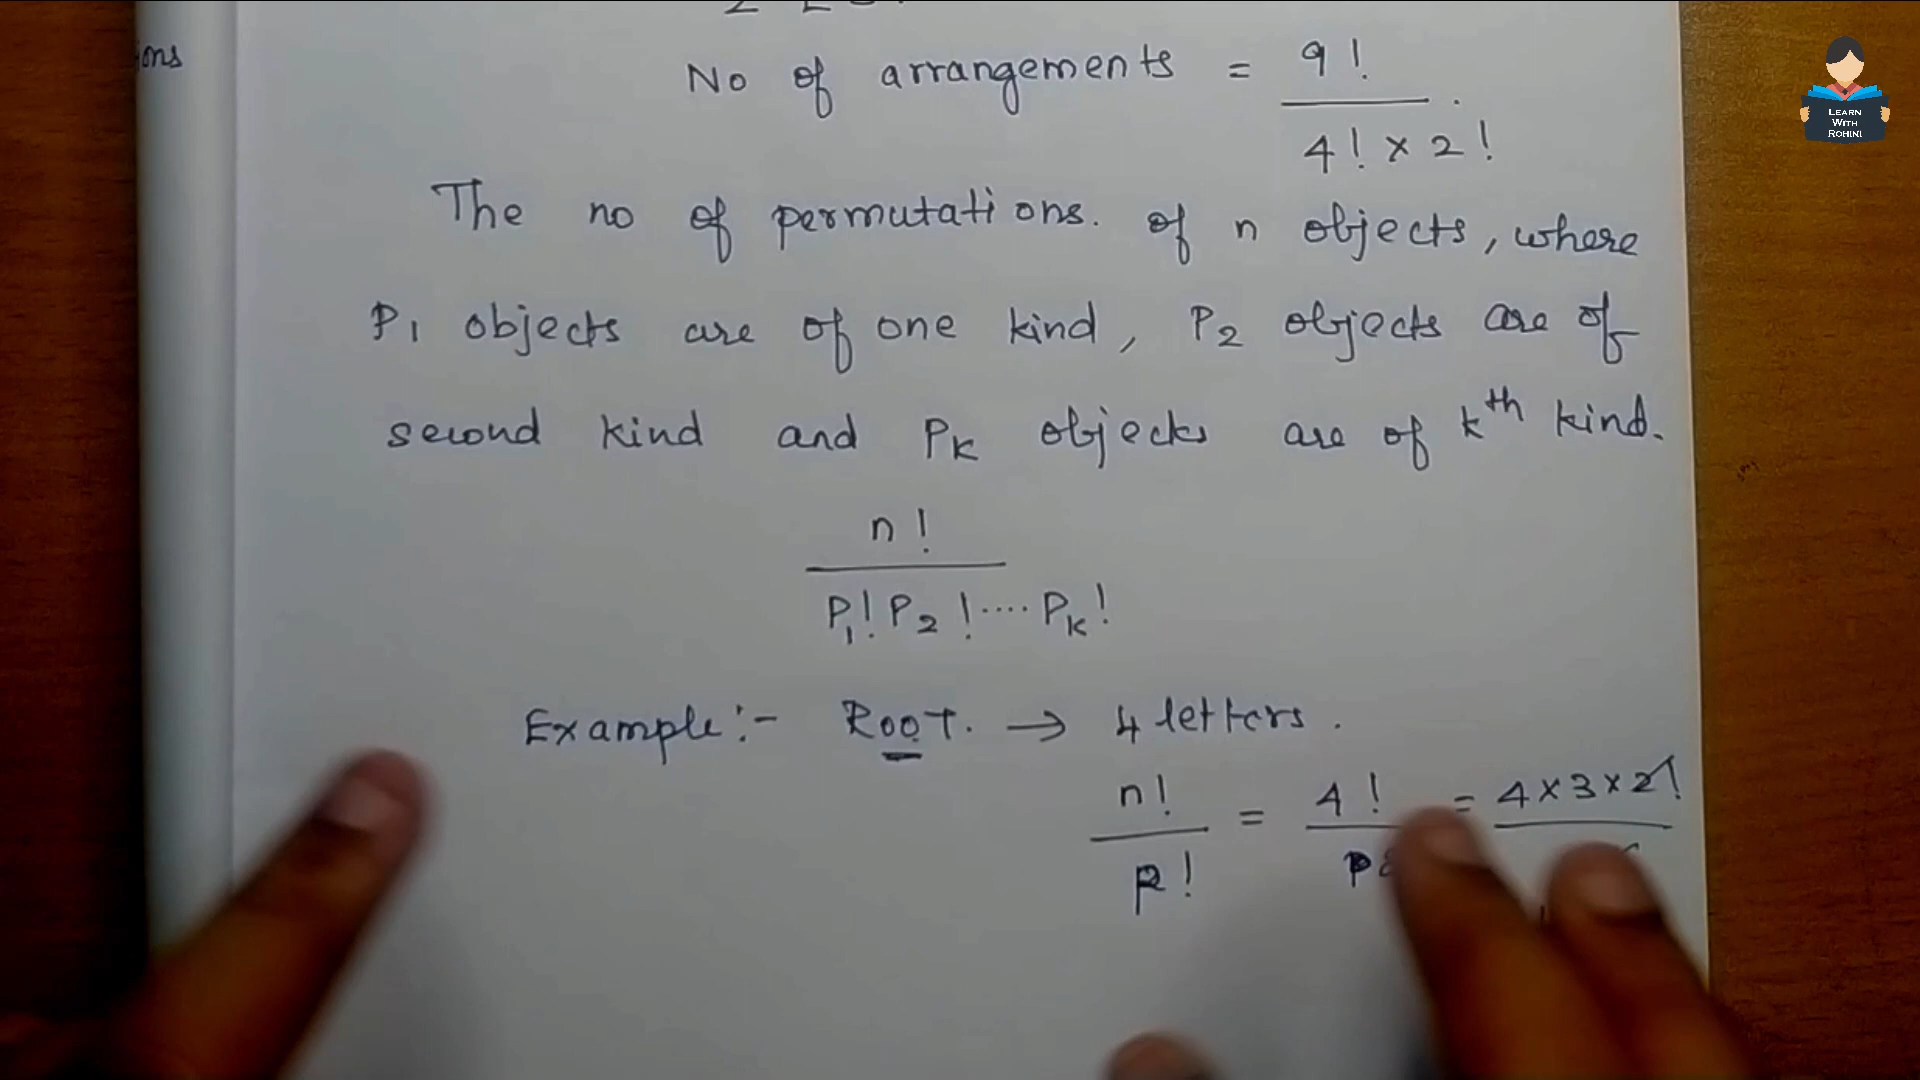 ons
No of arrangements = 9!
4! x 2!
The no of permutations. of n objects, where
P1 objects are of one kind, P2 objects are of
second kind and PK objects are of kth kind.
n!
P1! P2! .... Pk!
Example:- ROOT. → 4 letters.
n! = 4! = 4x3x2!
P!
LEARN
WITH
ROHINI